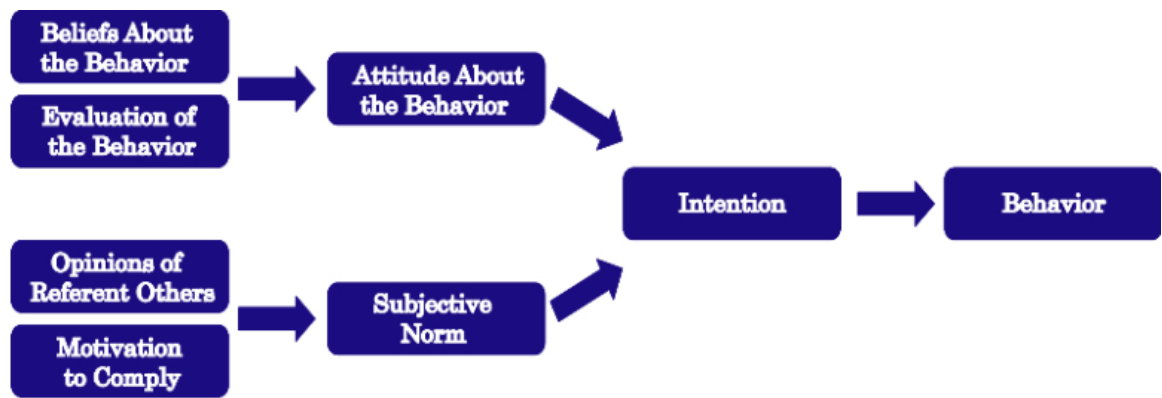 Beliefs About
the Behavior
Evaluation of
the Behavior
Attitude About
the Behavior
Opinions of
Referent Others
Motivation
to Comply
Subjective
Norm
Intention
Behavior